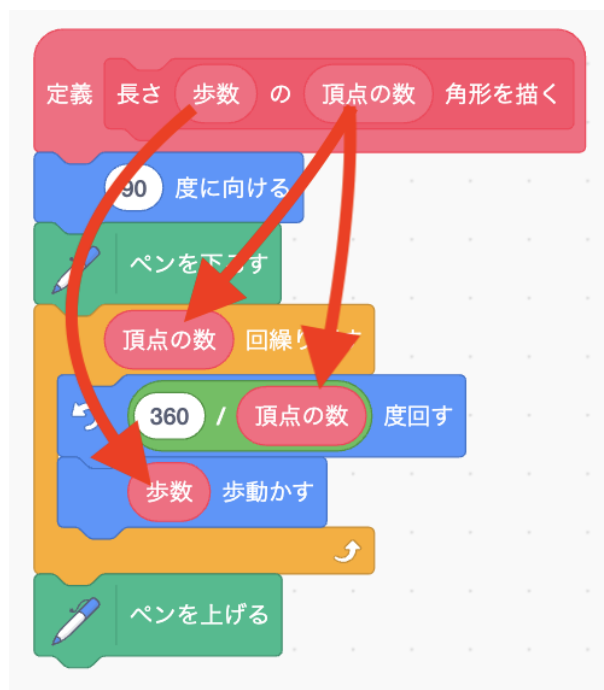 定義 長さ 歩数 の 頂点の数 角形を描く
90 度に向ける
ペンを下ろす
頂点の数 回繰り
360 / 頂点の数 度回す
歩数 歩動かす
ペンを上げる